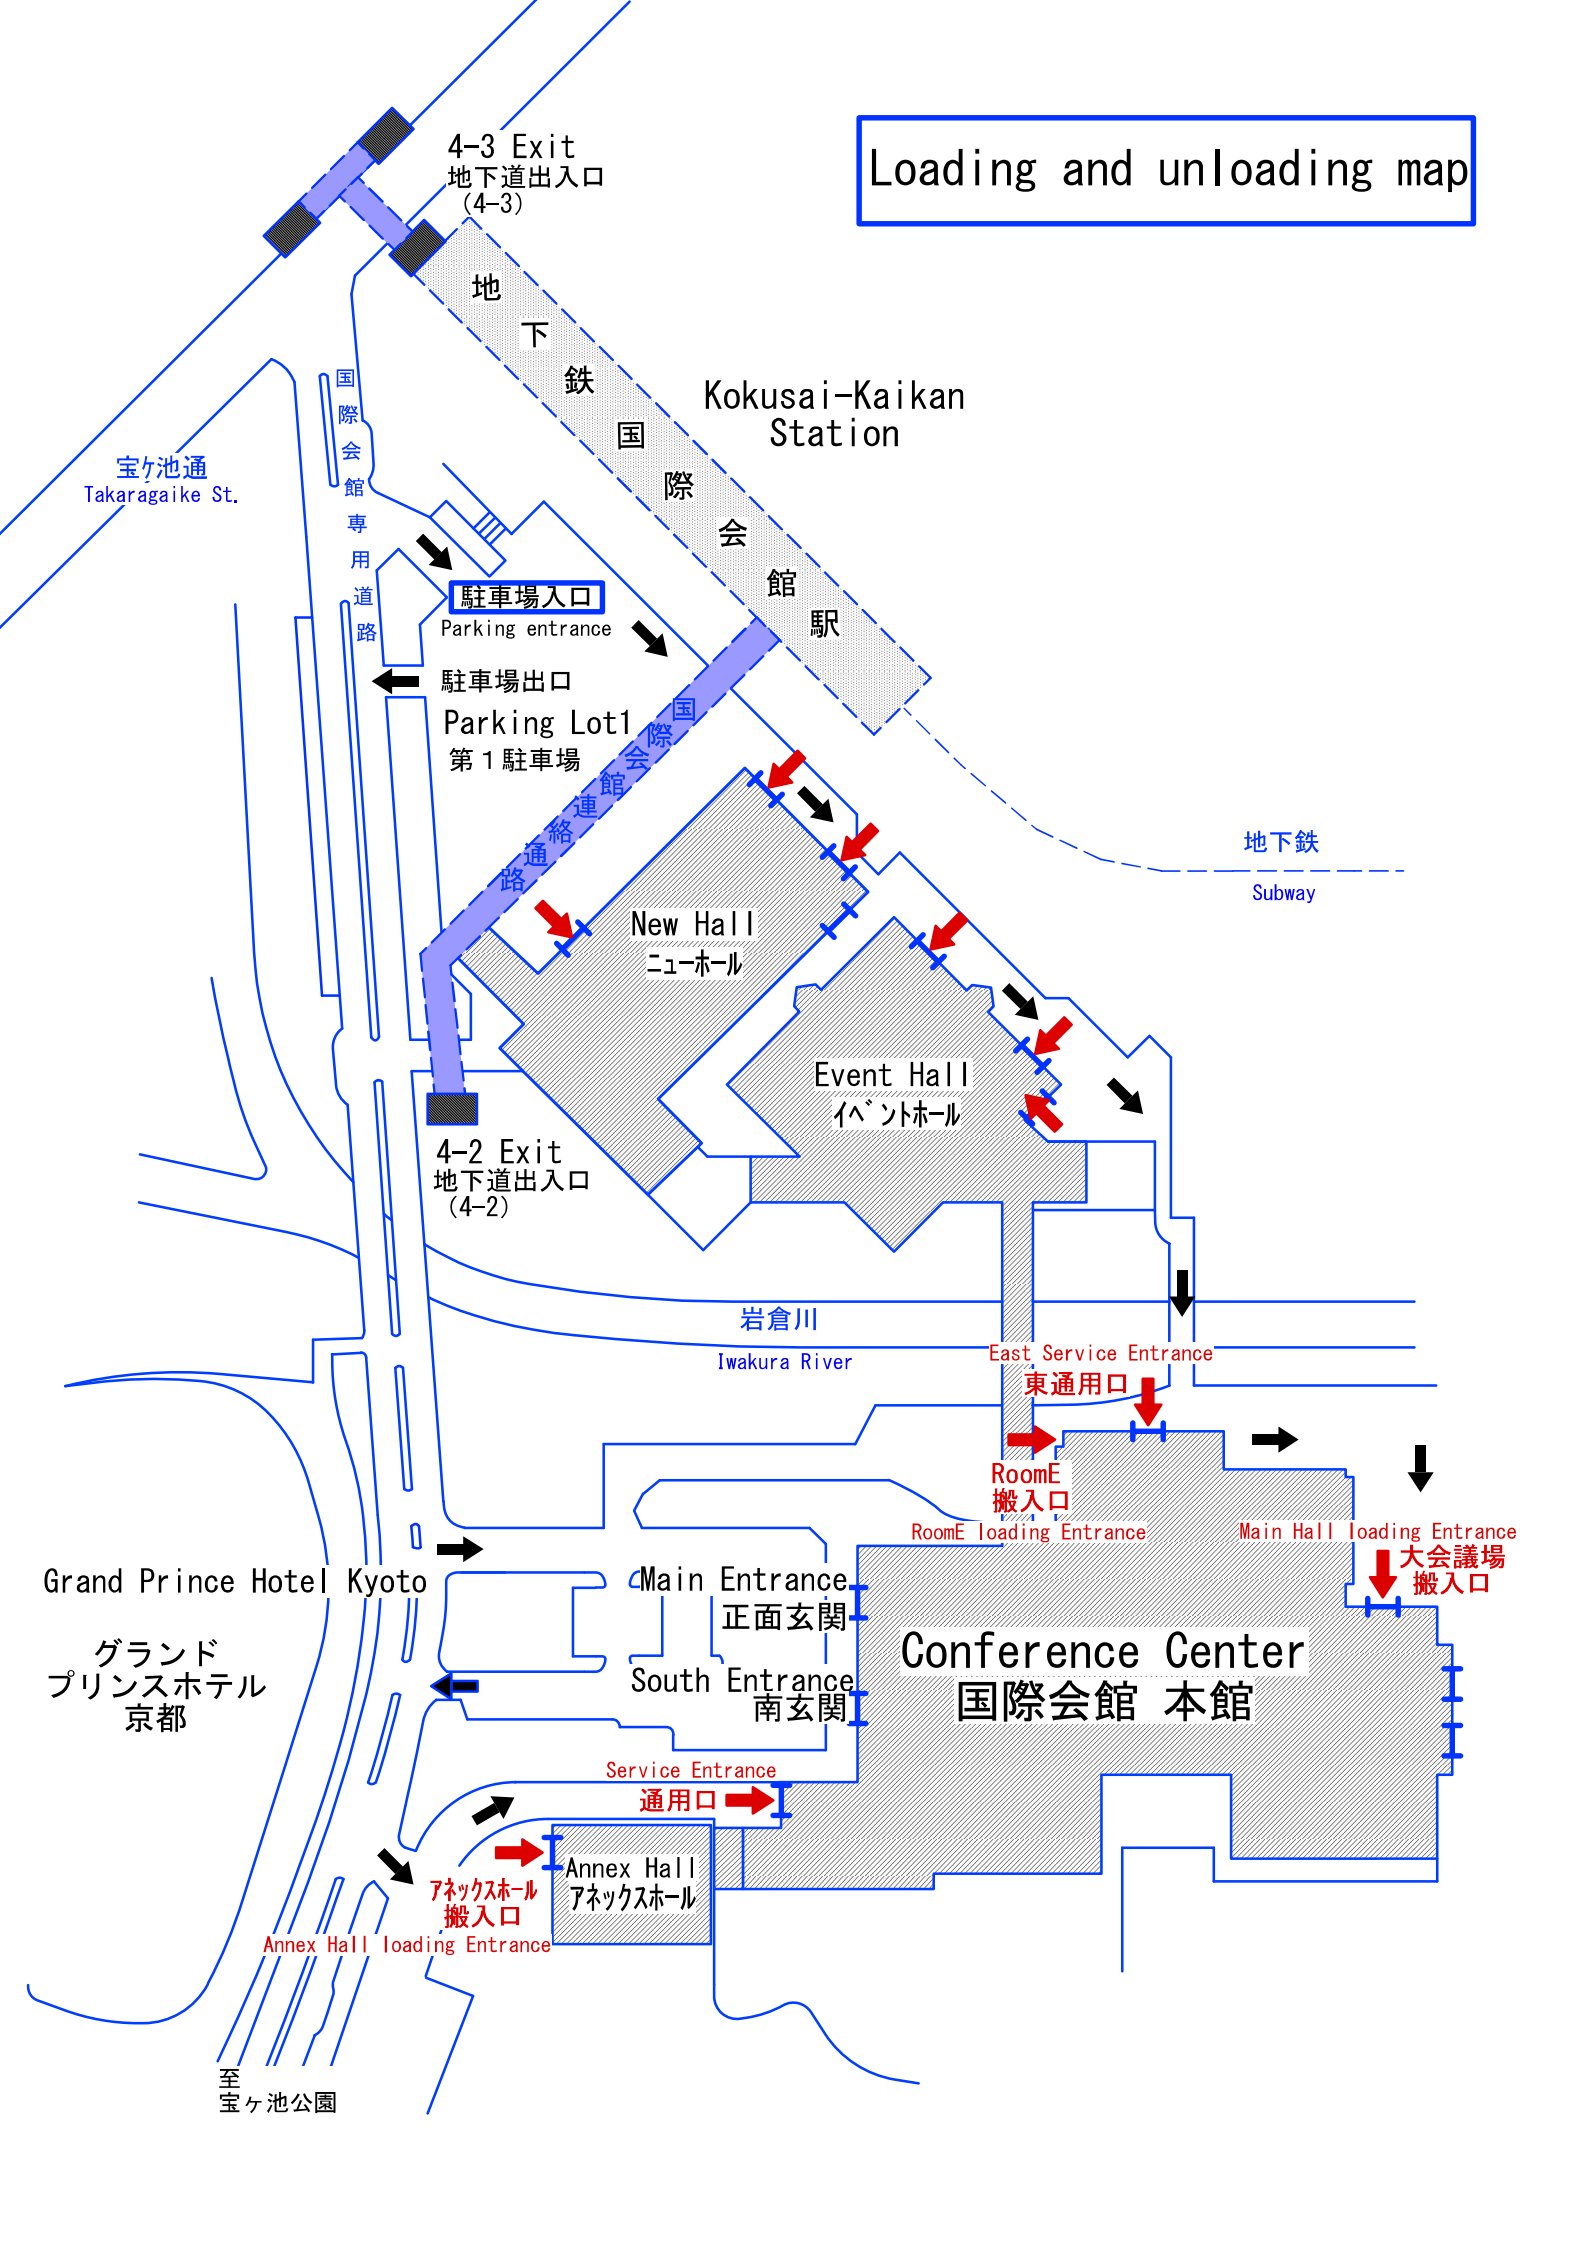 Loading and unloading map
4-3 Exit
地下道出入口
(4-3)
地下鉄国際会館駅
Kokusai-Kaikan
Station
国際会館専用道路
宝ケ池通
Takaragaike St.
駐車場入口
Parking entrance
駐車場出口
Parking Lot1
第1駐車場
国際会館連絡通路
地下鉄
Subway
New Hall
ニューホール
Event Hall
イベントホール
4-2 Exit
地下道出入口
(4-2)
岩倉川
Iwakura River
East Service Entrance
東通用口
RoomE
搬入口
RoomE loading Entrance
Main Hall loading Entrance
大会議場
搬入口
Grand Prince Hotel Kyoto
グランド
プリンスホテル
京都
Main Entrance
正面玄関
South Entrance
南玄関
Conference Center
国際会館 本館
Service Entrance
通用口
Annex Hall
アネックスホール
アネックスホール
搬入口
Annex Hall loading Entrance
至
宝ヶ池公園